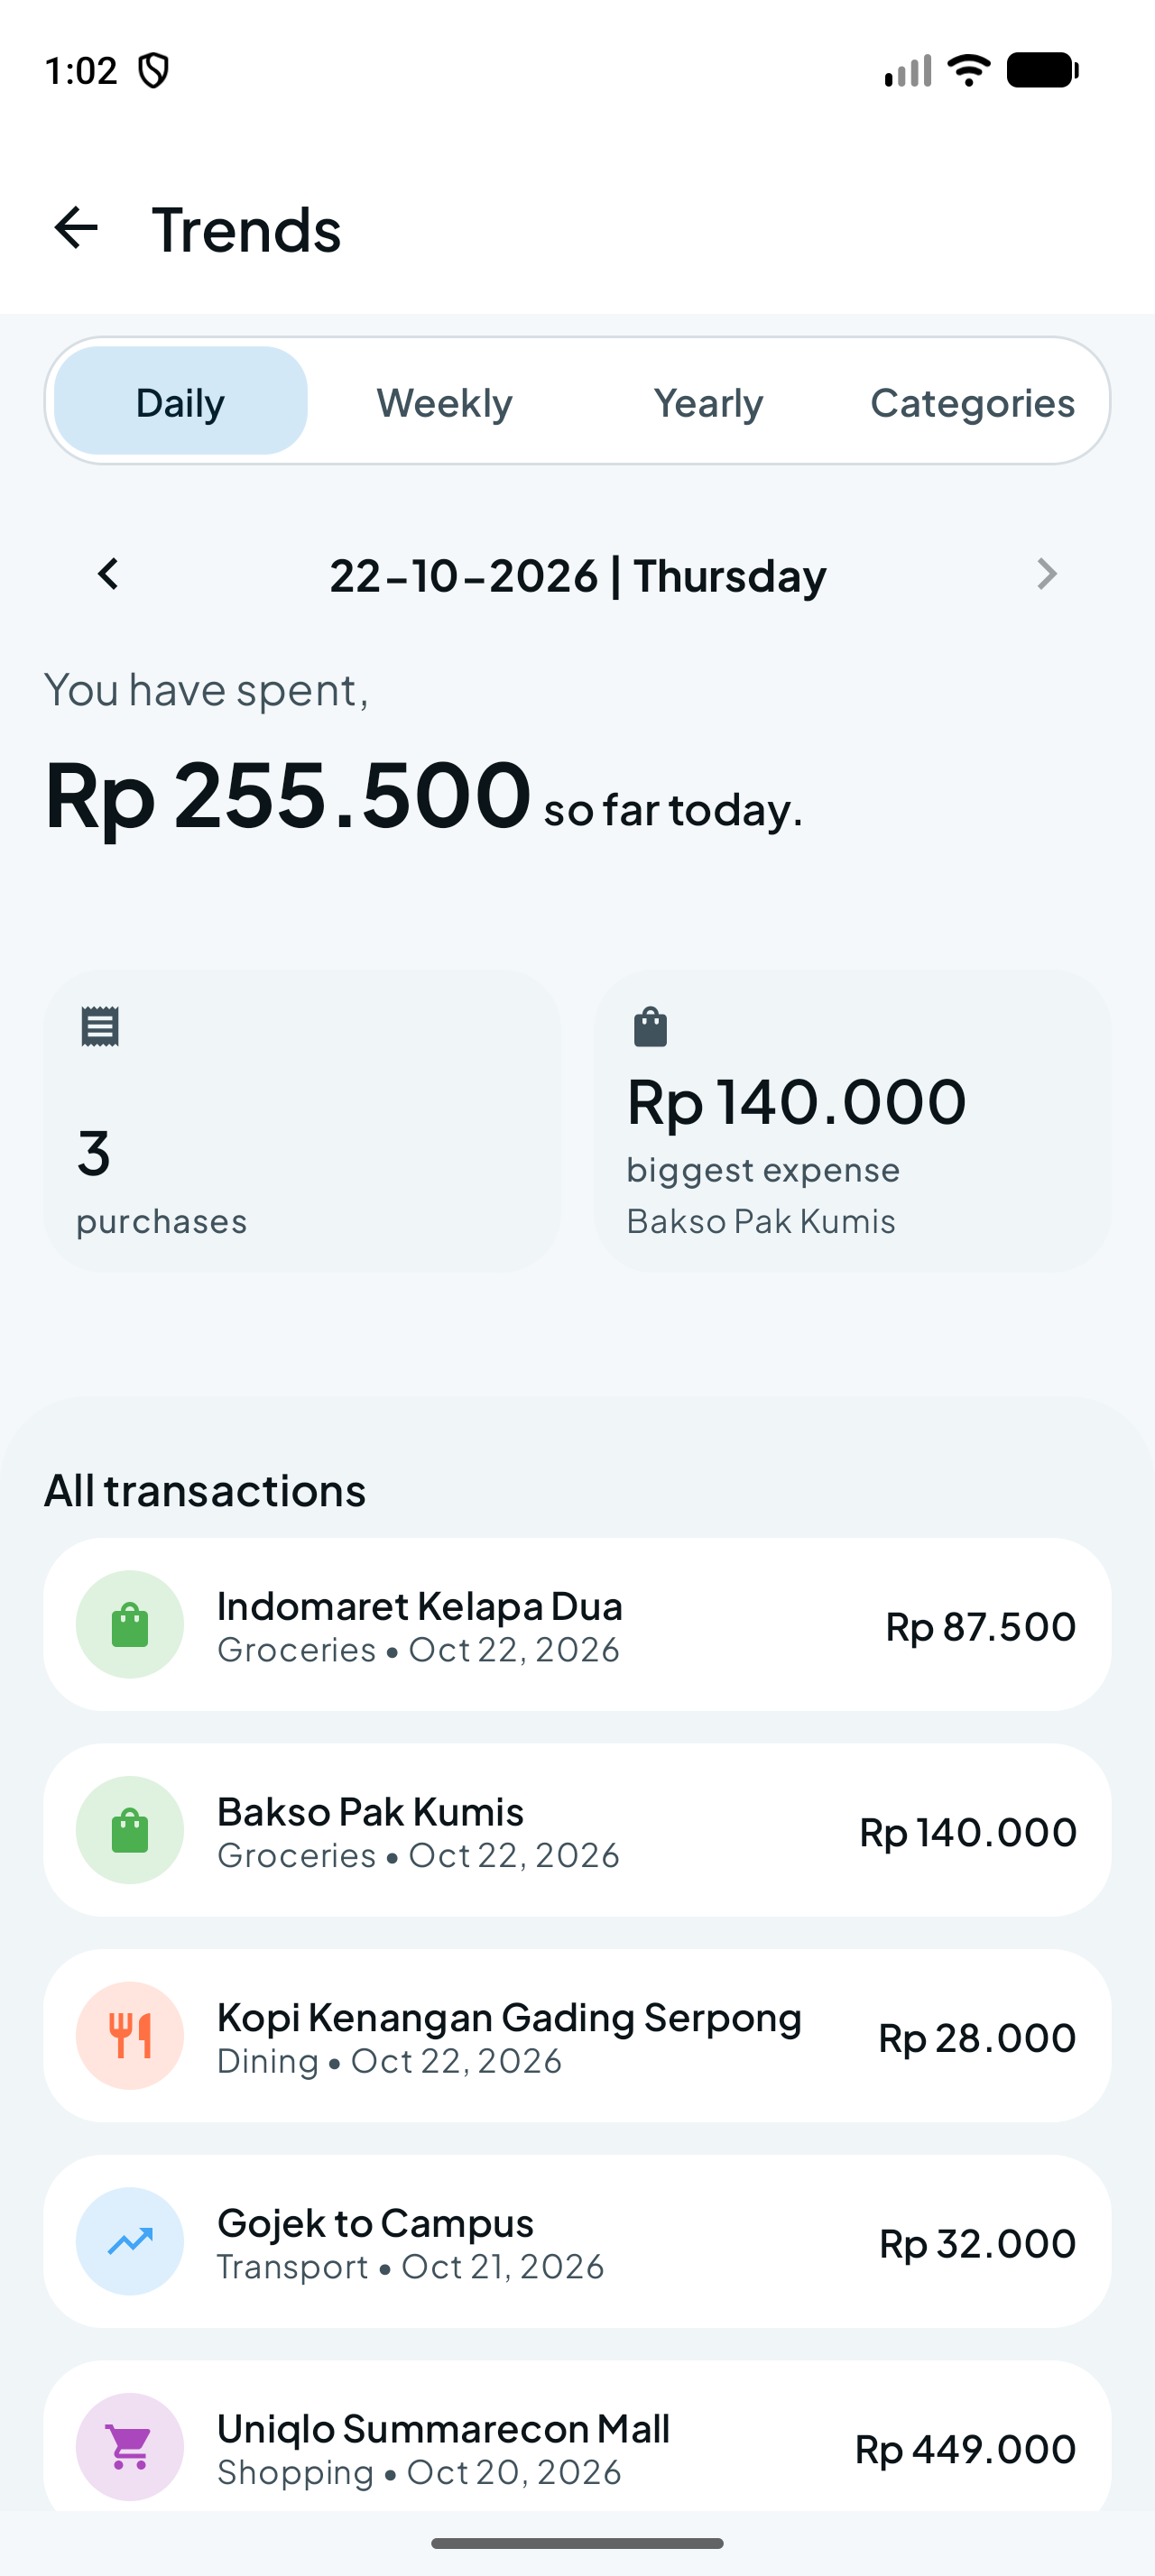 1:02
Trends
Daily Weekly Yearly Categories
22-10-2026 | Thursday
You have spent,
Rp 255.500 so far today.
3
purchases
Rp 140.000
biggest expense
Bakso Pak Kumis
All transactions
Indomaret Kelapa Dua
Groceries • Oct 22, 2026
Rp 87.500
Bakso Pak Kumis
Groceries • Oct 22, 2026
Rp 140.000
Kopi Kenangan Gading Serpong
Dining • Oct 22, 2026
Rp 28.000
Gojek to Campus
Transport • Oct 21, 2026
Rp 32.000
Uniqlo Summarecon Mall
Shopping • Oct 20, 2026
Rp 449.000